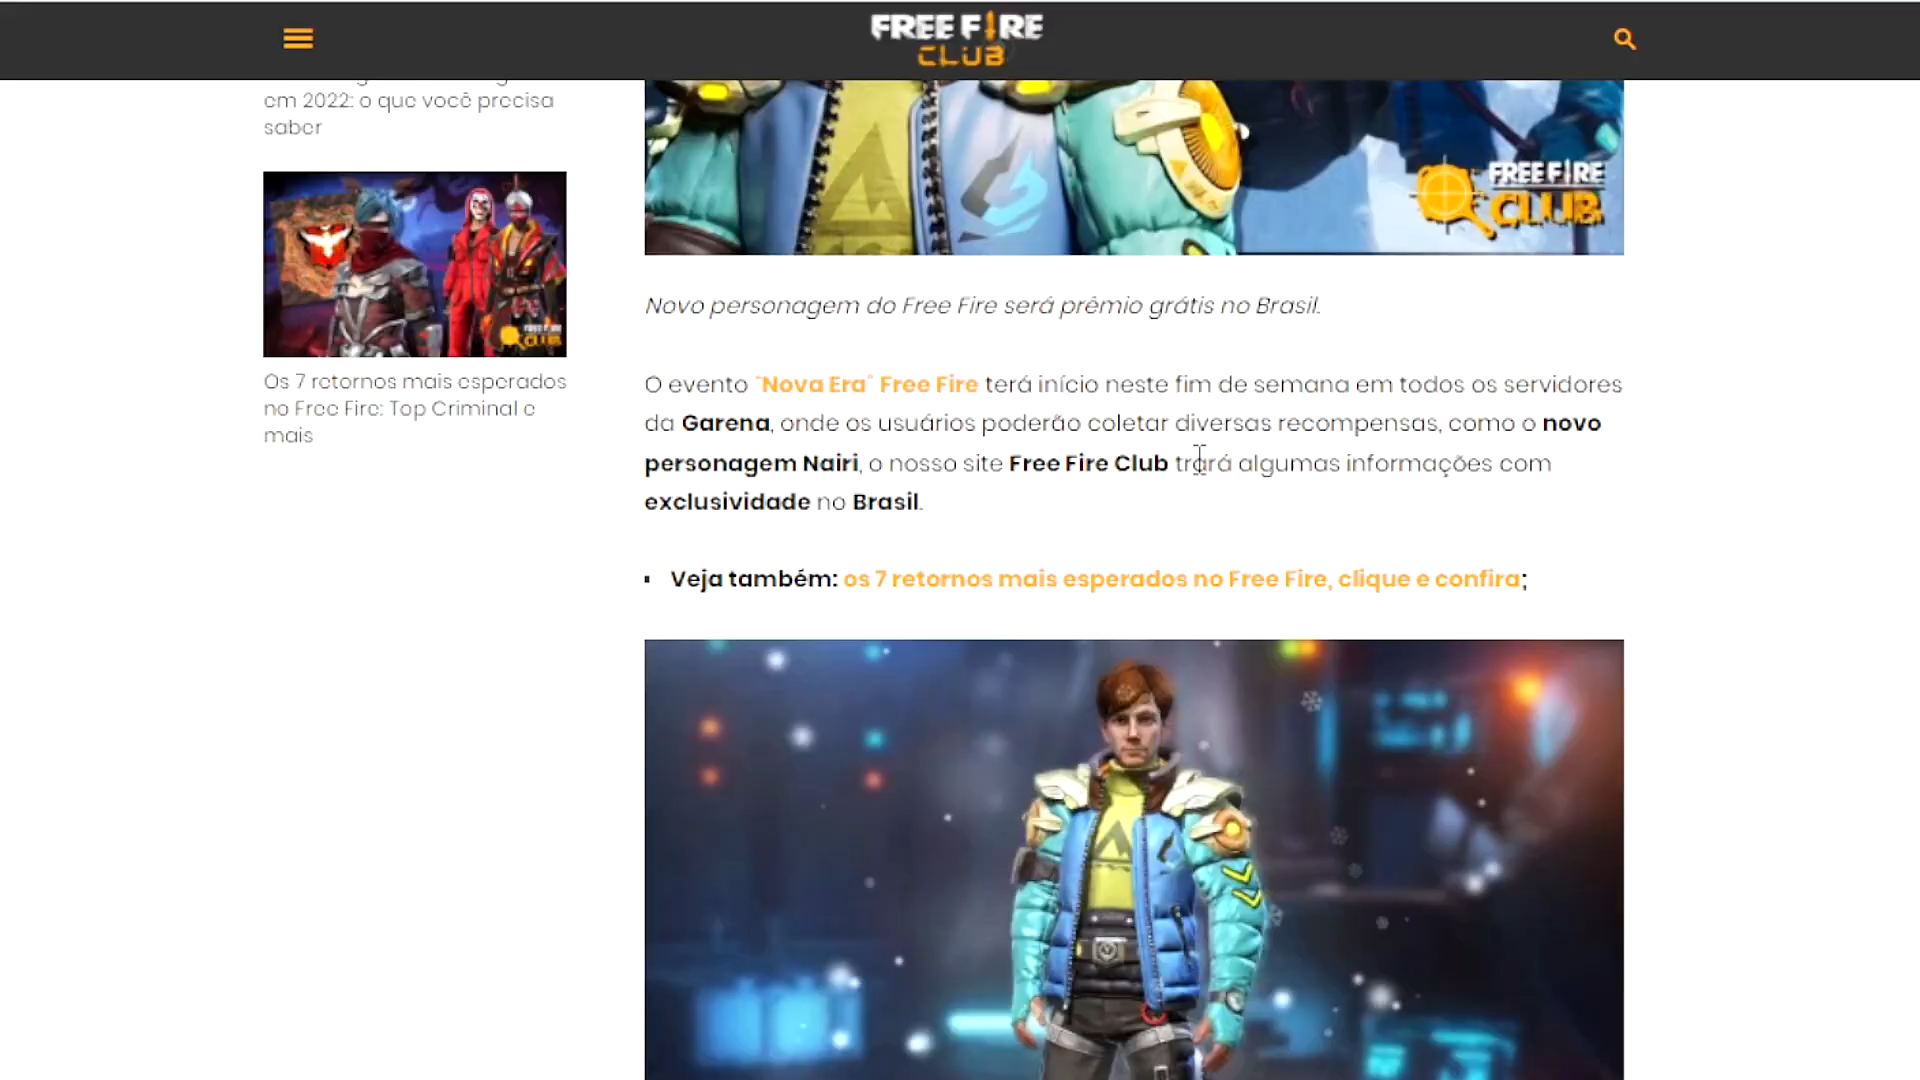 FREE FIRE
CLUB
em 2022: o que você precisa
saber
FREE FIRE
CLUB
Os 7 retornos mais esperados
no Free Fire: Top Criminal e
mais
FREE FIRE
CLUB
Novo personagem do Free Fire será prêmio grátis no Brasil.
O evento "Nova Era" Free Fire terá início neste fim de semana em todos os servidores
da Garena, onde os usuários poderão coletar diversas recompensas, como o novo
personagem Nairi, o nosso site Free Fire Club trará algumas informações com
exclusividade no Brasil.
▪ Veja também: os 7 retornos mais esperados no Free Fire, clique e confira;